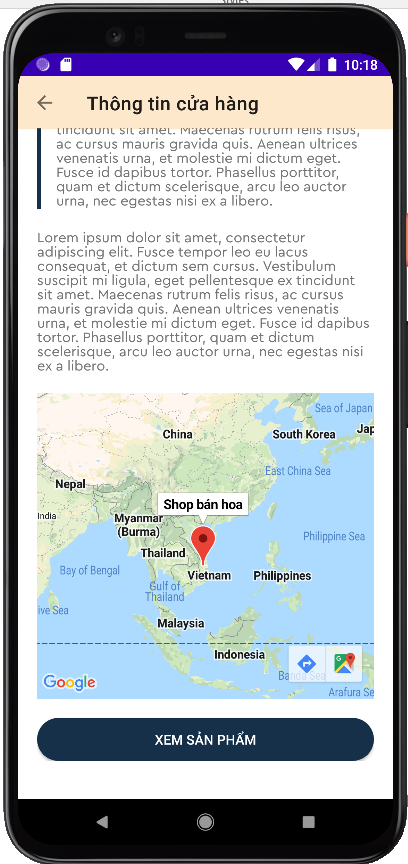 10:18
Thông tin cửa hàng
tincidunt sit amet. Maecenas rutrum felis risus,
ac cursus mauris gravida quis. Aenean ultrices
venenatis urna, et molestie mi dictum eget.
Fusce id dapibus tortor. Phasellus porttitor,
quam et dictum scelerisque, arcu leo auctor
urna, nec egestas nisi ex a libero.
Lorem ipsum dolor sit amet, consectetur
adipiscing elit. Fusce tempor leo eu lacus
consequat, et dictum sem cursus. Vestibulum
suscipit mi ligula, eget pellentesque ex tincidunt
sit amet. Maecenas rutrum felis risus, ac cursus
mauris gravida quis. Aenean ultrices venenatis
urna, et molestie mi dictum eget. Fusce id dapibus
tortor. Phasellus porttitor, quam et dictum
scelerisque, arcu leo auctor urna, nec egestas nisi
ex a libero.
Sea of Japan
China
South Korea
Jap
East China Sea
Nepal
Shop bán hoa
India
Myanmar
(Burma)
Philippine Sea
Thailand
Bay of Bengal
Vietnam
Philippines
Gulf of
Thailand
ive Sea
Malaysia
Indonesia
Banda Sea
Google
Arafura Se
XEM SẢN PHẨM